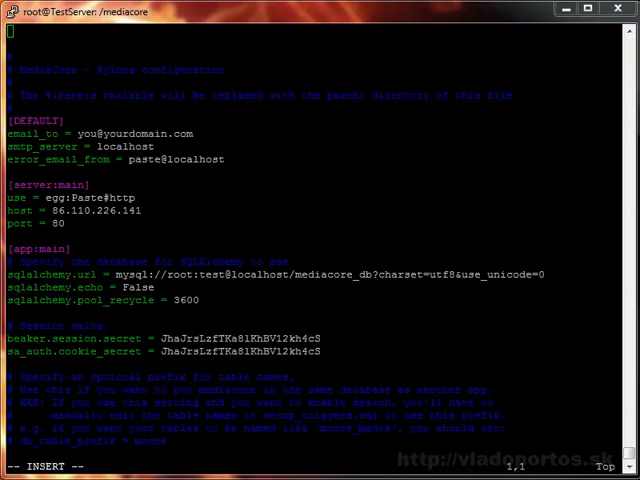 root@TestServer: /mediacore
#
# MediaCore - Pylons configuration
#
# The %(here)s variable will be replaced with the parent directory of this file
#
[DEFAULT]
email_to = you@yourdomain.com
smtp_server = localhost
error_email_from = paste@localhost
[server:main]
use = egg:Paste#http
host = 86.110.226.141
port = 80
[app:main]
# Specify the database for SQLAlchemy to use
sqlalchemy.url = mysql://root:test@localhost/mediacore_db?charset=utf8&use_unicode=0
sqlalchemy.echo = False
sqlalchemy.pool_recycle = 3600
# Session salts
beaker.session.secret = JhaJrsLzfTKa8lKhBV12kh4cS
sa_auth.cookie_secret = JhaJrsLzfTKa8lKhBV12kh4cS
# Specify an optional prefix for table names.
# Use this if you want to put mediacore in the same database as another app.
# XXX: If you use this setting and you want to enable search, you'll have to
# manually edit the table names in setup_triggers.sql to use this prefix.
# e.g. if you want your tables to be named like 'moore_media', you should set:
# db_table_prefix = moore
-- INSERT --
1,1
Top
http://vladoportos.sk